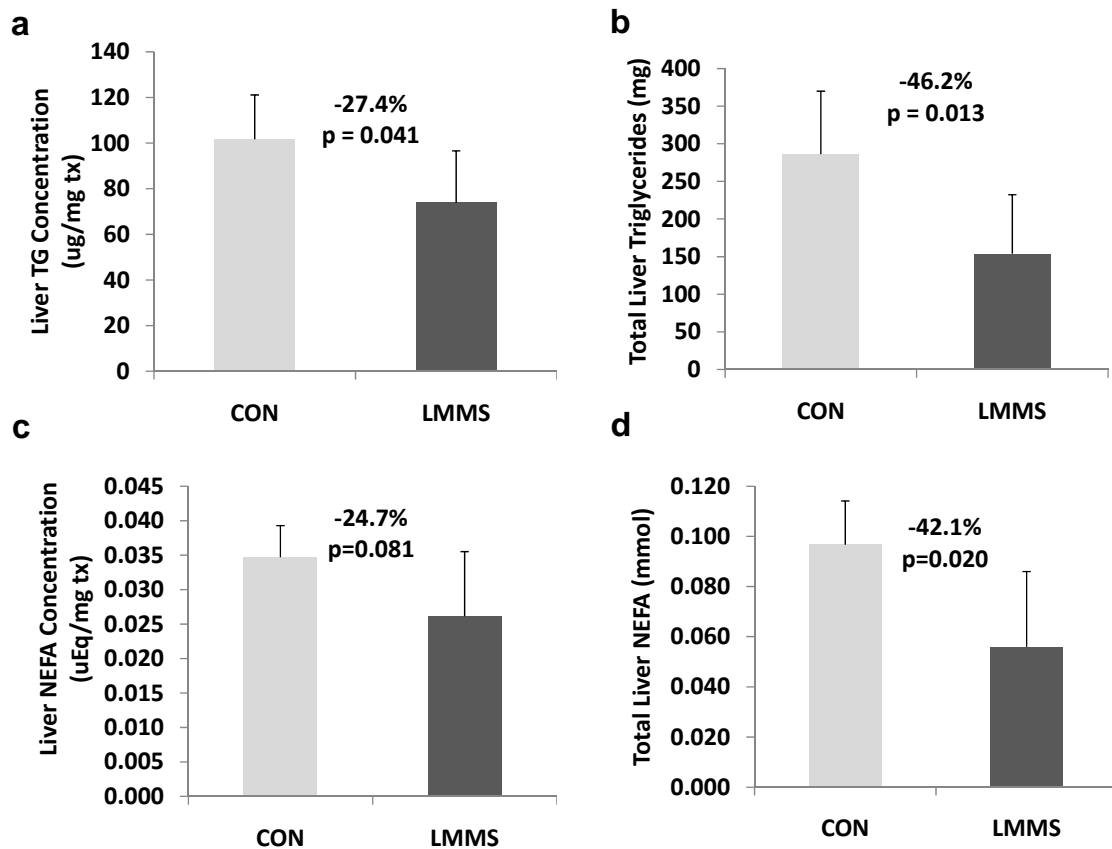 a
Liver TG Concentration
(ug/mg tx)
140
120
100
80
60
40
20
0
-27.4%
p = 0.041
CON LMMS
b
Total Liver Triglycerides (mg)
400
350
300
250
200
150
100
50
0
-46.2%
p = 0.013
CON LMMS
c
Liver NEFA Concentration
(uEq/mg tx)
0.045
0.040
0.035
0.030
0.025
0.020
0.015
0.010
0.005
0.000
-24.7%
p=0.081
CON LMMS
d
Total Liver NEFA (mmol)
0.120
0.100
0.080
0.060
0.040
0.020
0.000
-42.1%
p=0.020
CON LMMS